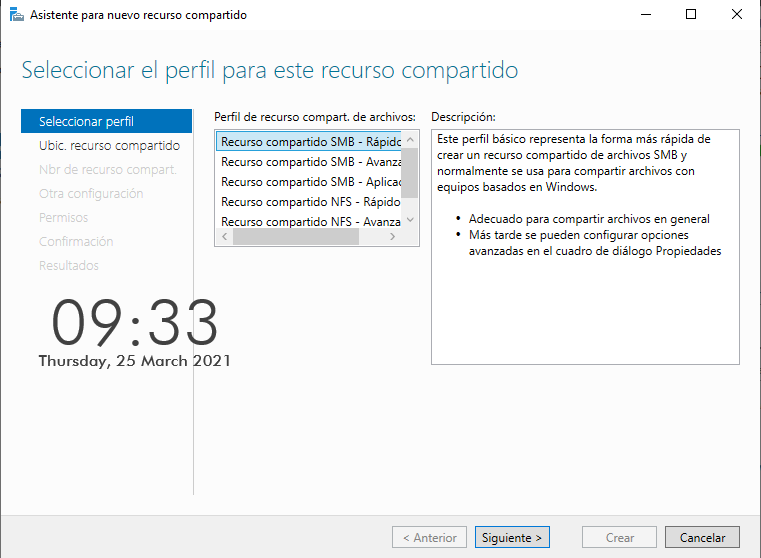 Asistente para nuevo recurso compartido
Seleccionar el perfil para este recurso compartido
Seleccionar perfil
Ubic. recurso compartido
Nbr de recurso compart.
Otra configuración
Permisos
Confirmación
Resultados
09:33
Thursday, 25 March 2021
Perfil de recurso compart. de archivos:
Recurso compartido SMB - Rápido
Recurso compartido SMB - Avanza
Recurso compartido SMB - Aplicac
Recurso compartido NFS - Rápido
Recurso compartido NFS - Avanza
Descripción:
Este perfil básico representa la forma más rápida de
crear un recurso compartido de archivos SMB y
normalmente se usa para compartir archivos con
equipos basados en Windows.
• Adecuado para compartir archivos en general
• Más tarde se pueden configurar opciones
avanzadas en el cuadro de diálogo Propiedades
< Anterior
Siguiente >
Crear
Cancelar